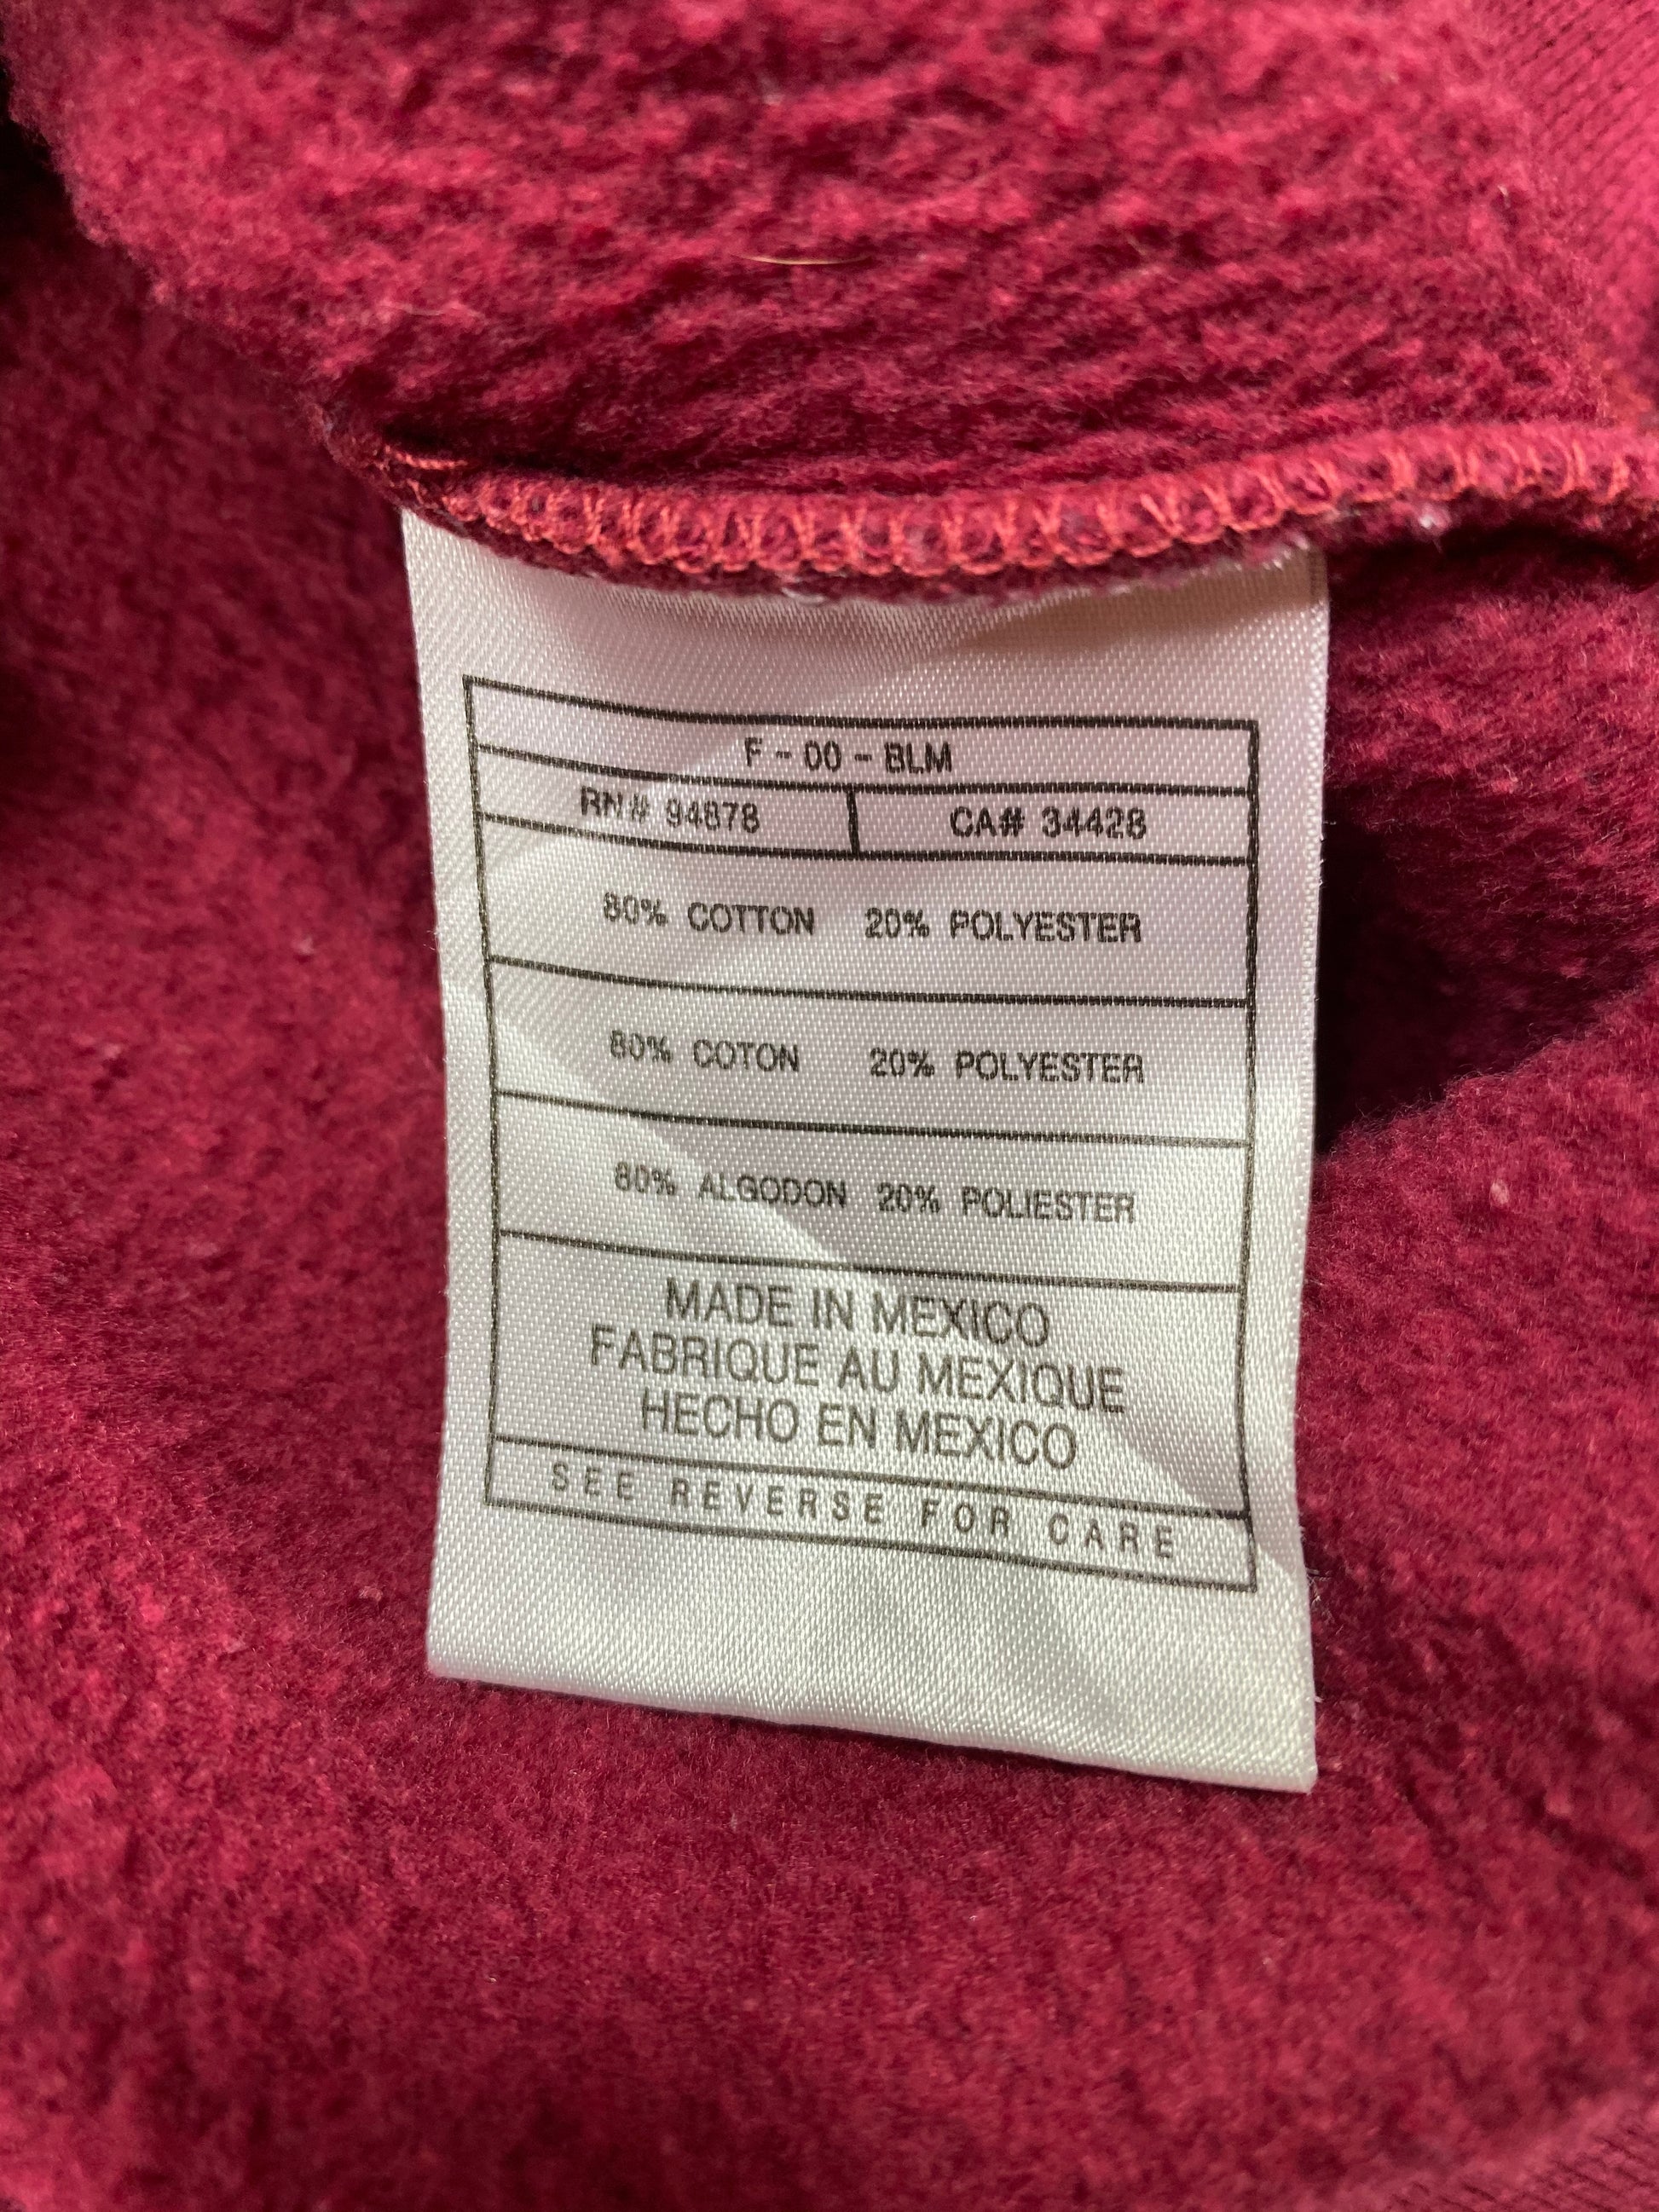 F - 00 - BLM
RN# 94878 CA# 34428
80% COTTON 20% POLYESTER
80% COTON 20% POLYESTER
80% ALGODON 20% POLIESTER
MADE IN MEXICO
FABRIQUE AU MEXIQUE
HECHO EN MEXICO
SEE REVERSE FOR CARE